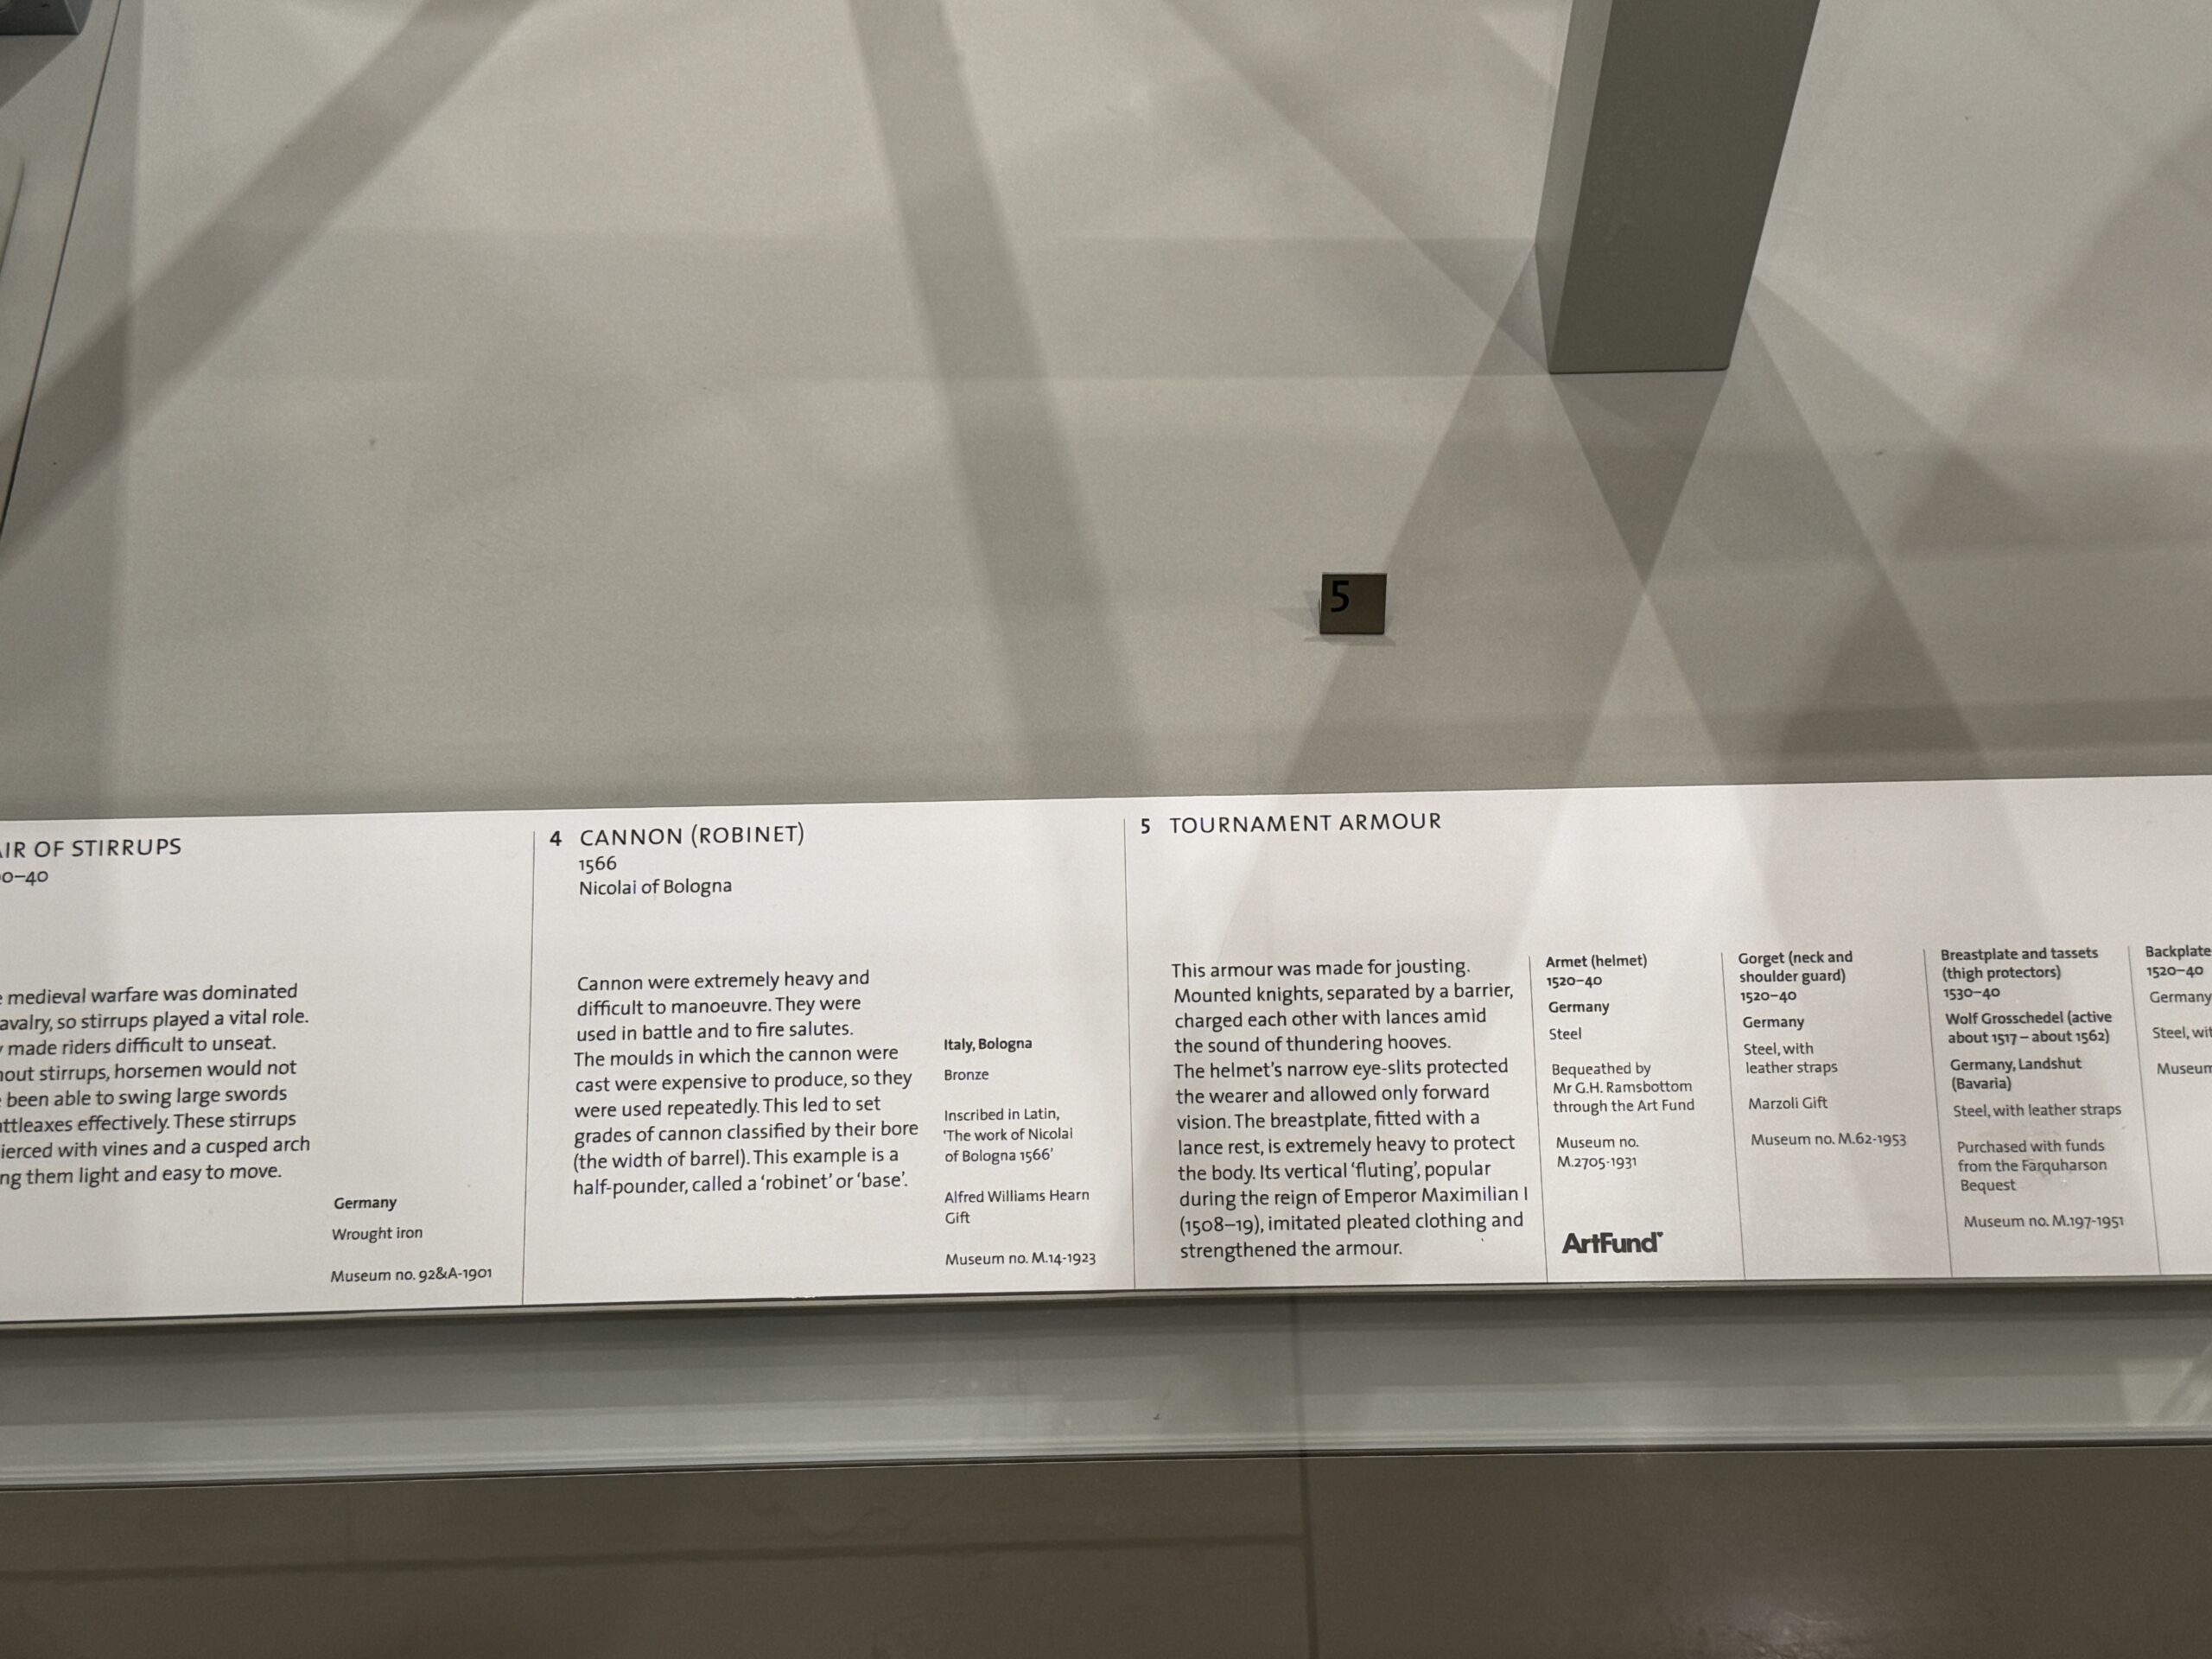 5
AIR OF STIRRUPS
0–40
medieval warfare was dominated
avalry, so stirrups played a vital role.
made riders difficult to unseat.
out stirrups, horsemen would not
been able to swing large swords
attleaxes effectively. These stirrups
ierced with vines and a cusped arch
ng them light and easy to move.
Germany
Wrought iron
Museum no. 92&A-1901
4 CANNON (ROBINET)
1566
Nicolai of Bologna
Cannon were extremely heavy and
difficult to manoeuvre. They were
used in battle and to fire salutes.
The moulds in which the cannon were
cast were expensive to produce, so they
were used repeatedly. This led to set
grades of cannon classified by their bore
(the width of barrel). This example is a
half-pounder, called a ‘robinet’ or ‘base’.
Italy, Bologna
Bronze
Inscribed in Latin,
‘The work of Nicolai
of Bologna 1566’
Alfred Williams Hearn
Gift
Museum no. M.14-1923
5 TOURNAMENT ARMOUR
This armour was made for jousting.
Mounted knights, separated by a barrier,
charged each other with lances amid
the sound of thundering hooves.
The helmet’s narrow eye-slits protected
the wearer and allowed only forward
vision. The breastplate, fitted with a
lance rest, is extremely heavy to protect
the body. Its vertical ‘fluting’, popular
during the reign of Emperor Maximilian I
(1508–19), imitated pleated clothing and
strengthened the armour.
Armet (helmet)
1520–40
Germany
Steel
Bequeathed by
Mr G.H. Ramsbottom
through the Art Fund
Museum no.
M.2705-1931
ArtFund
Gorget (neck and
shoulder guard)
1520–40
Germany
Steel, with
leather straps
Marzoli Gift
Museum no. M.62-1953
Breastplate and tassets
(thigh protectors)
1530–40
Wolf Grosschedel (active
about 1517 – about 1562)
Germany, Landshut
(Bavaria)
Steel, with leather straps
Purchased with funds
from the Farquharson
Bequest
Museum no. M.197-1951
Backplate
1520–40
Germany
Steel, wit
Museum